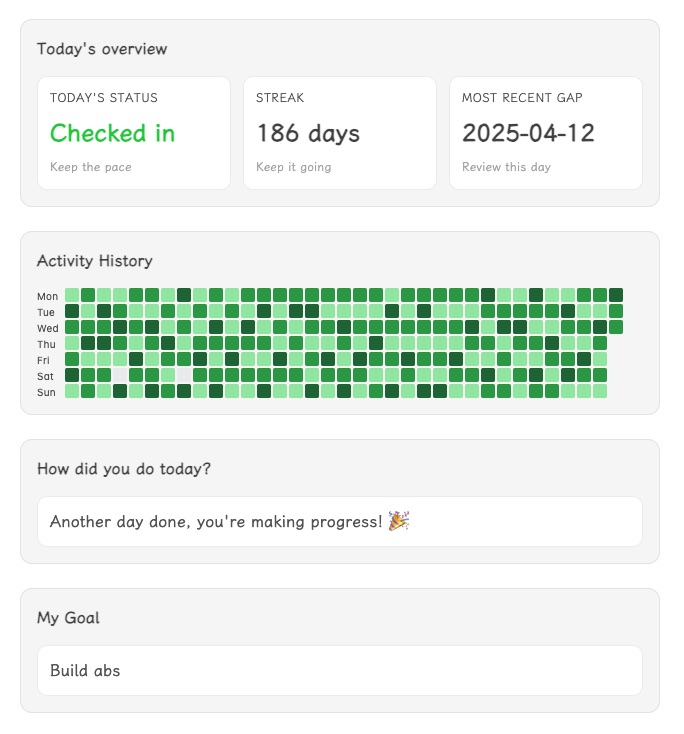 Today's overview
TODAY'S STATUS
Checked in
Keep the pace
STREAK
186 days
Keep it going
MOST RECENT GAP
2025-04-12
Review this day
Activity History
Mon
Tue
Wed
Thu
Fri
Sat
Sun
How did you do today?
Another day done, you're making progress! 🎉
My Goal
Build abs